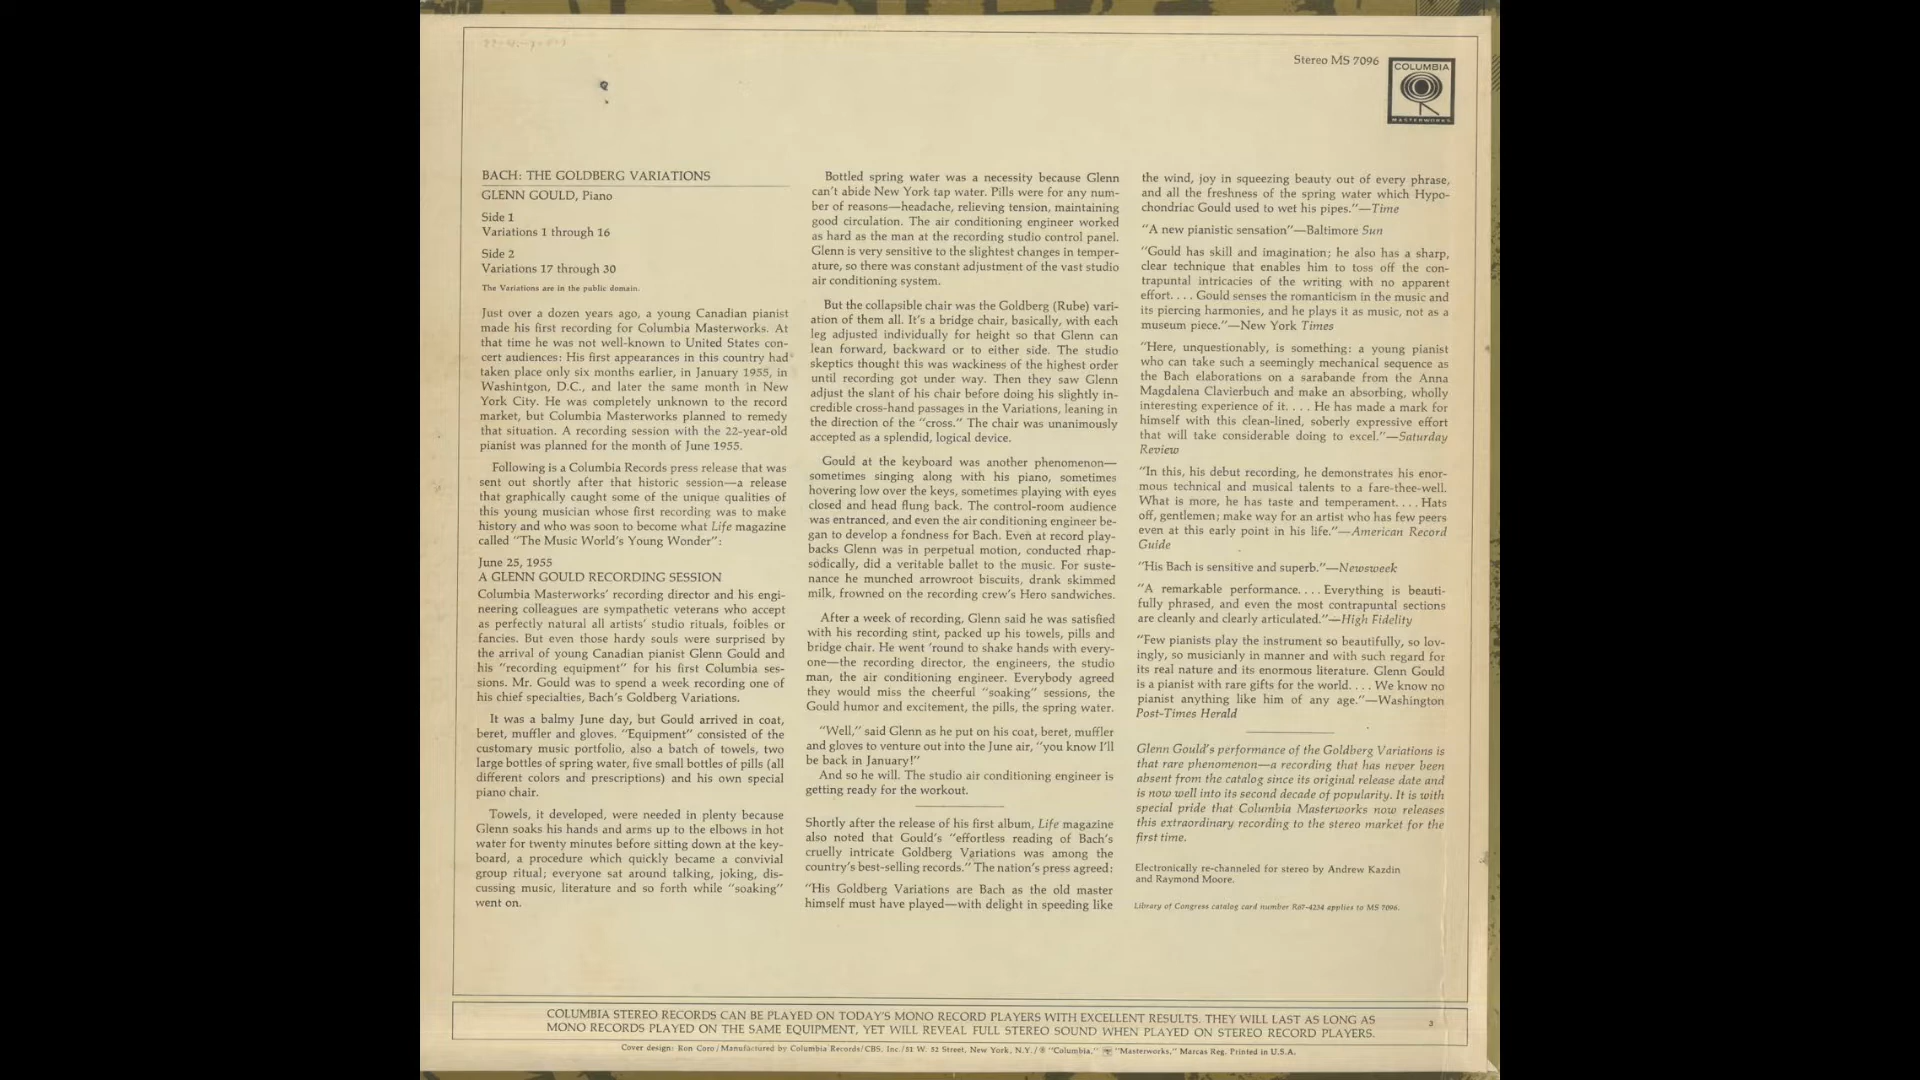 Stereo MS 7096
COLUMBIA
MASTERWORKS
BACH: THE GOLDBERG VARIATIONS
GLENN GOULD, Piano
Side 1
Variations 1 through 16
Side 2
Variations 17 through 30
The Variations are in the public domain.
Just over a dozen years ago, a young Canadian pianist
made his first recording for Columbia Masterworks. At
that time he was not well-known to United States con-
cert audiences: His first appearances in this country had
taken place only six months earlier, in January 1955, in
Washintgon, D.C., and later the same month in New
York City. He was completely unknown to the record
market, but Columbia Masterworks planned to remedy
that situation. A recording session with the 22-year-old
pianist was planned for the month of June 1955.
Following is a Columbia Records press release that was
sent out shortly after that historic session—a release
that graphically caught some of the unique qualities of
this young musician whose first recording was to make
history and who was soon to become what Life magazine
called “The Music World’s Young Wonder”:
June 25, 1955
A GLENN GOULD RECORDING SESSION
Columbia Masterworks’ recording director and his engi-
neering colleagues are sympathetic veterans who accept
as perfectly natural all artists’ studio rituals, foibles or
fancies. But even those hardy souls were surprised by
the arrival of young Canadian pianist Glenn Gould and
his “recording equipment” for his first Columbia ses-
sions. Mr. Gould was to spend a week recording one of
his chief specialties, Bach’s Goldberg Variations.
It was a balmy June day, but Gould arrived in coat,
beret, muffler and gloves. “Equipment” consisted of the
customary music portfolio, also a batch of towels, two
large bottles of spring water, five small bottles of pills (all
different colors and prescriptions) and his own special
piano chair.
Towels, it developed, were needed in plenty because
Glenn soaks his hands and arms up to the elbows in hot
water for twenty minutes before sitting down at the key-
board, a procedure which quickly became a convivial
group ritual; everyone sat around talking, joking, dis-
cussing music, literature and so forth while “soaking”
went on.
Bottled spring water was a necessity because Glenn
can’t abide New York tap water. Pills were for any num-
ber of reasons—headache, relieving tension, maintaining
good circulation. The air conditioning engineer worked
as hard as the man at the recording studio control panel.
Glenn is very sensitive to the slightest changes in temper-
ature, so there was constant adjustment of the vast studio
air conditioning system.
But the collapsible chair was the Goldberg (Rube) vari-
ation of them all. It’s a bridge chair, basically, with each
leg adjusted individually for height so that Glenn can
lean forward, backward or to either side. The studio
skeptics thought this was wackiness of the highest order
until recording got under way. Then they saw Glenn
adjust the slant of his chair before doing his slightly in-
credible cross-hand passages in the Variations, leaning in
the direction of the “cross.” The chair was unanimously
accepted as a splendid, logical device.
Gould at the keyboard was another phenomenon—
sometimes singing along with his piano, sometimes
hovering low over the keys, sometimes playing with eyes
closed and head flung back. The control-room audience
was entranced, and even the air conditioning engineer be-
gan to develop a fondness for Bach. Even at record play-
backs Glenn was in perpetual motion, conducted rhap-
sodically, did a veritable ballet to the music. For suste-
nance he munched arrowroot biscuits, drank skimmed
milk, frowned on the recording crew’s Hero sandwiches.
After a week of recording, Glenn said he was satisfied
with his recording stint, packed up his towels, pills and
bridge chair. He went ’round to shake hands with every-
one—the recording director, the engineers, the studio
man, the air conditioning engineer. Everybody agreed
they would miss the cheerful “soaking” sessions, the
Gould humor and excitement, the pills, the spring water.
“Well,” said Glenn as he put on his coat, beret, muffler
and gloves to venture out into the June air, “you know I’ll
be back in January!”
And so he will. The studio air conditioning engineer is
getting ready for the workout.
Shortly after the release of his first album, Life magazine
also noted that Gould’s “effortless reading of Bach’s
cruelly intricate Goldberg Variations was among the
country’s best-selling records.” The nation’s press agreed:
“His Goldberg Variations are Bach as the old master
himself must have played—with delight in speeding like
the wind, joy in squeezing beauty out of every phrase,
and all the freshness of the spring water which Hypo-
chondriac Gould used to wet his pipes.”—Time
“A new pianistic sensation”—Baltimore Sun
“Gould has skill and imagination; he also has a sharp,
clear technique that enables him to toss off the con-
trapuntal intricacies of the writing with no apparent
effort. . . . Gould senses the romanticism in the music and
its piercing harmonies, and he plays it as music, not as a
museum piece.”—New York Times
“Here, unquestionably, is something: a young pianist
who can take such a seemingly mechanical sequence as
the Bach elaborations on a sarabande from the Anna
Magdalena Clavierbuch and make an absorbing, wholly
interesting experience of it. . . . He has made a mark for
himself with this clean-lined, soberly expressive effort
that will take considerable doing to excel.”—Saturday
Review
“In this, his debut recording, he demonstrates his enor-
mous technical and musical talents to a fare-thee-well.
What is more, he has taste and temperament. . . . Hats
off, gentlemen; make way for an artist who has few peers
even at this early point in his life.”—American Record
Guide
“His Bach is sensitive and superb.”—Newsweek
“A remarkable performance. . . . Everything is beauti-
fully phrased, and even the most contrapuntal sections
are cleanly and clearly articulated.”—High Fidelity
“Few pianists play the instrument so beautifully, so lov-
ingly, so musicianly in manner and with such regard for
its real nature and its enormous literature. Glenn Gould
is a pianist with rare gifts for the world. . . . We know no
pianist anything like him of any age.”—Washington
Post-Times Herald
Glenn Gould’s performance of the Goldberg Variations is
that rare phenomenon—a recording that has never been
absent from the catalog since its original release date and
is now well into its second decade of popularity. It is with
special pride that Columbia Masterworks now releases
this extraordinary recording to the stereo market for the
first time.
Electronically re-channeled for stereo by Andrew Kazdin
and Raymond Moore.
Library of Congress catalog card number R67-4234 applies to MS 7096.
COLUMBIA STEREO RECORDS CAN BE PLAYED ON TODAY’S MONO RECORD PLAYERS WITH EXCELLENT RESULTS. THEY WILL LAST AS LONG AS
MONO RECORDS PLAYED ON THE SAME EQUIPMENT, YET WILL REVEAL FULL STEREO SOUND WHEN PLAYED ON STEREO RECORD PLAYERS.
3
Cover design: Ron Coro/Manufactured by Columbia Records/CBS, Inc./51 W. 52 Street, New York, N.Y./® “Columbia,” “Masterworks,” Marcas Reg. Printed in U.S.A.